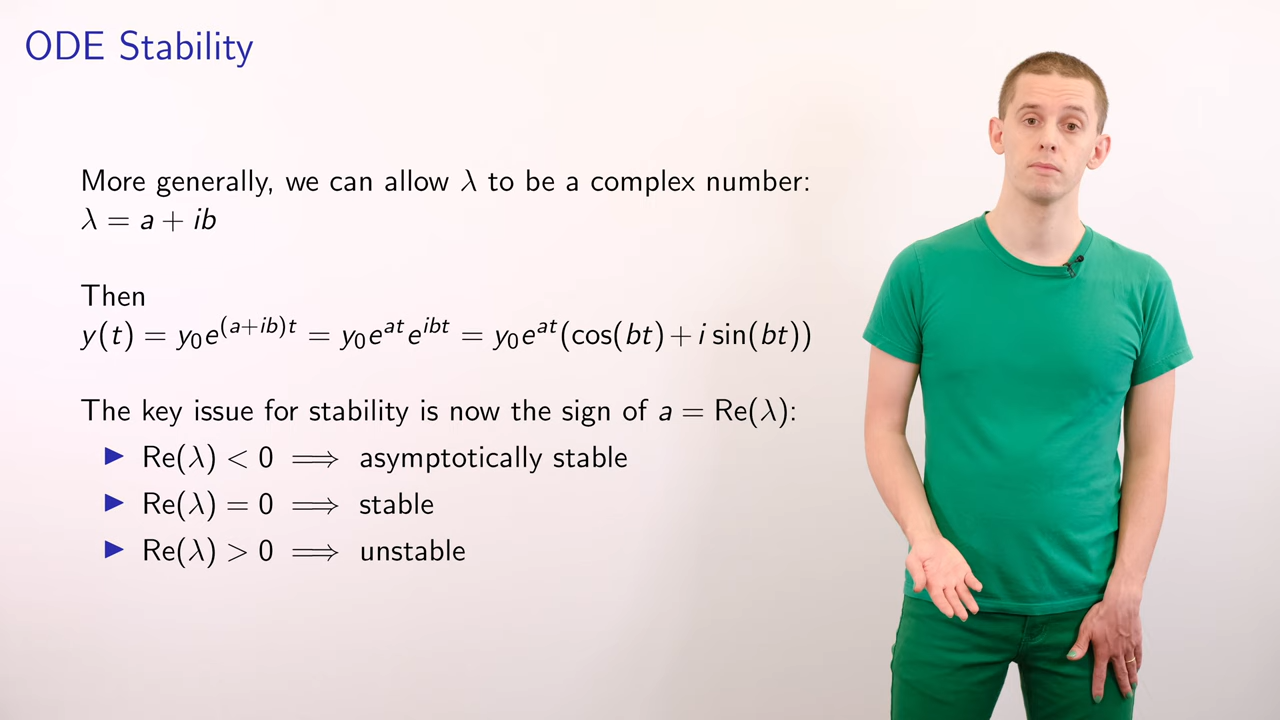 ODE Stability
More generally, we can allow λ to be a complex number:
λ = a + ib
Then
y(t) = y₀e^{(a+ib)t} = y₀e^{at}e^{ibt} = y₀e^{at}(cos(bt) + i sin(bt))
The key issue for stability is now the sign of a = Re(λ):
▶ Re(λ) < 0 ⟹ asymptotically stable
▶ Re(λ) = 0 ⟹ stable
▶ Re(λ) > 0 ⟹ unstable